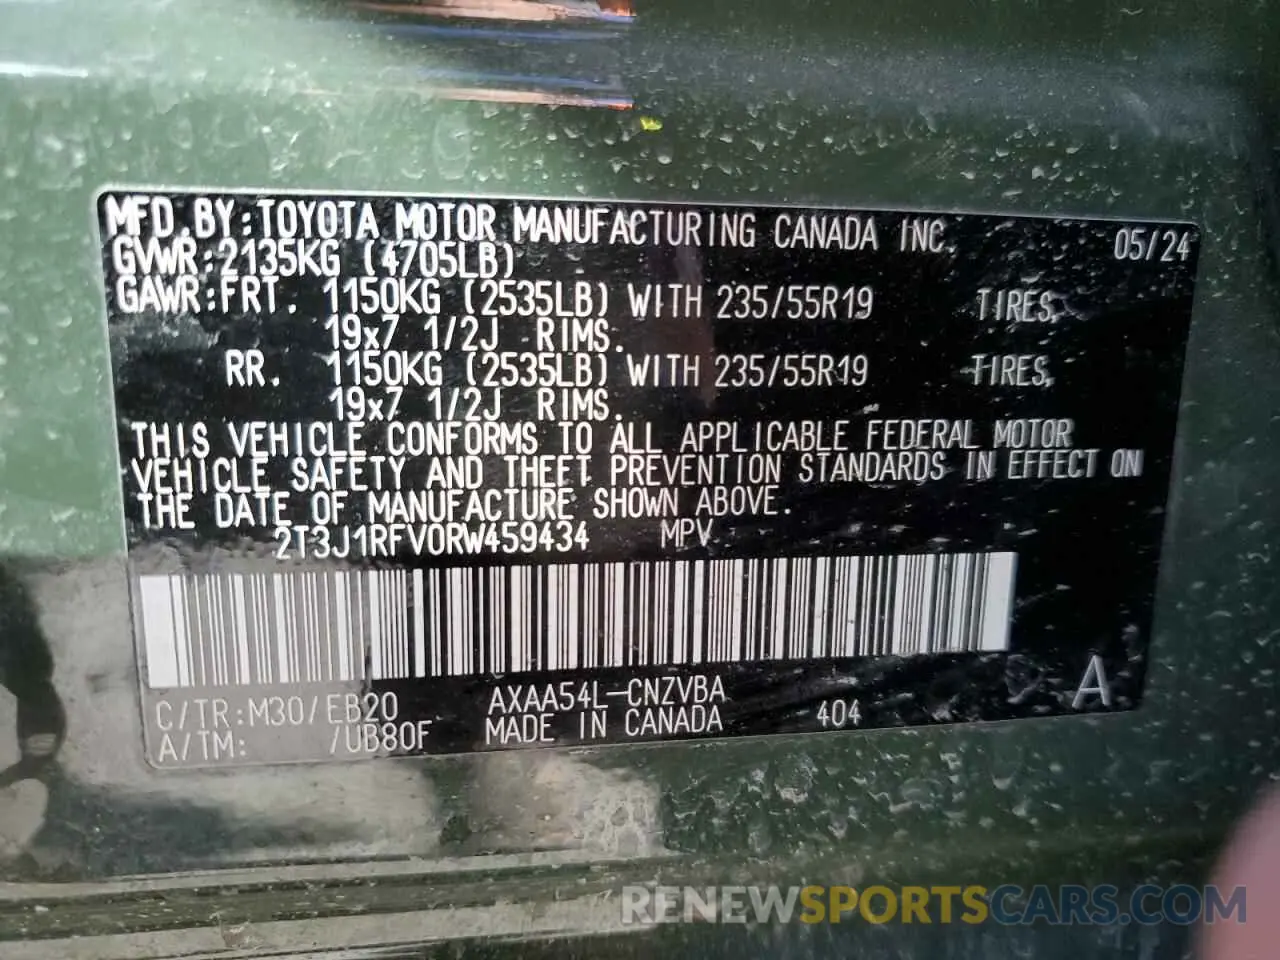 MFD.BY:TOYOTA MOTOR MANUFACTURING CANADA INC. 05/24
GVWR:2135KG (4705LB)
GAWR:FRT. 1150KG (2535LB) WITH 235/55R19 TIRES,
19x7 1/2J RIMS.
RR. 1150KG (2535LB) WITH 235/55R19 TIRES,
19x7 1/2J RIMS.
THIS VEHICLE CONFORMS TO ALL APPLICABLE FEDERAL MOTOR
VEHICLE SAFETY AND THEFT PREVENTION STANDARDS IN EFFECT ON
THE DATE OF MANUFACTURE SHOWN ABOVE.
2T3J1RFV0RW459434 MPV
C/TR:M30/EB20 AXAA54L-CNZVBA A
A/TM: /UB80F MADE IN CANADA 404
RENEWSPORTSCARS.COM